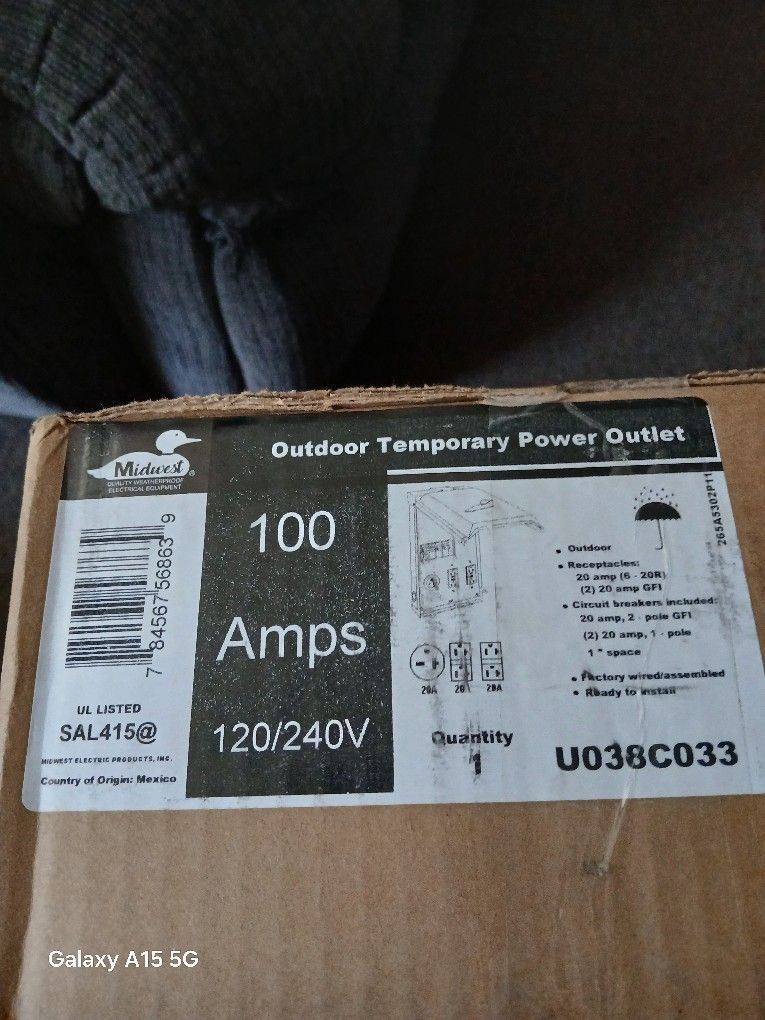 Outdoor Temporary Power Outlet
Midwest®
QUALITY WEATHERPROOF
ELECTRICAL EQUIPMENT
7 84567 56863 9
UL LISTED
SAL415@
MIDWEST ELECTRIC PRODUCTS, INC.
Country of Origin: Mexico
100
Amps
120/240V
20A 20 20A
Quantity
1
265A5302P11
• Outdoor
• Receptacles:
20 amp (6 - 20R)
(2) 20 amp GFI
• Circuit breakers included:
20 amp, 2 - pole GFI
(2) 20 amp, 1 - pole
1 " space
• Factory wired/assembled
• Ready to install
U038C033
Galaxy A15 5G